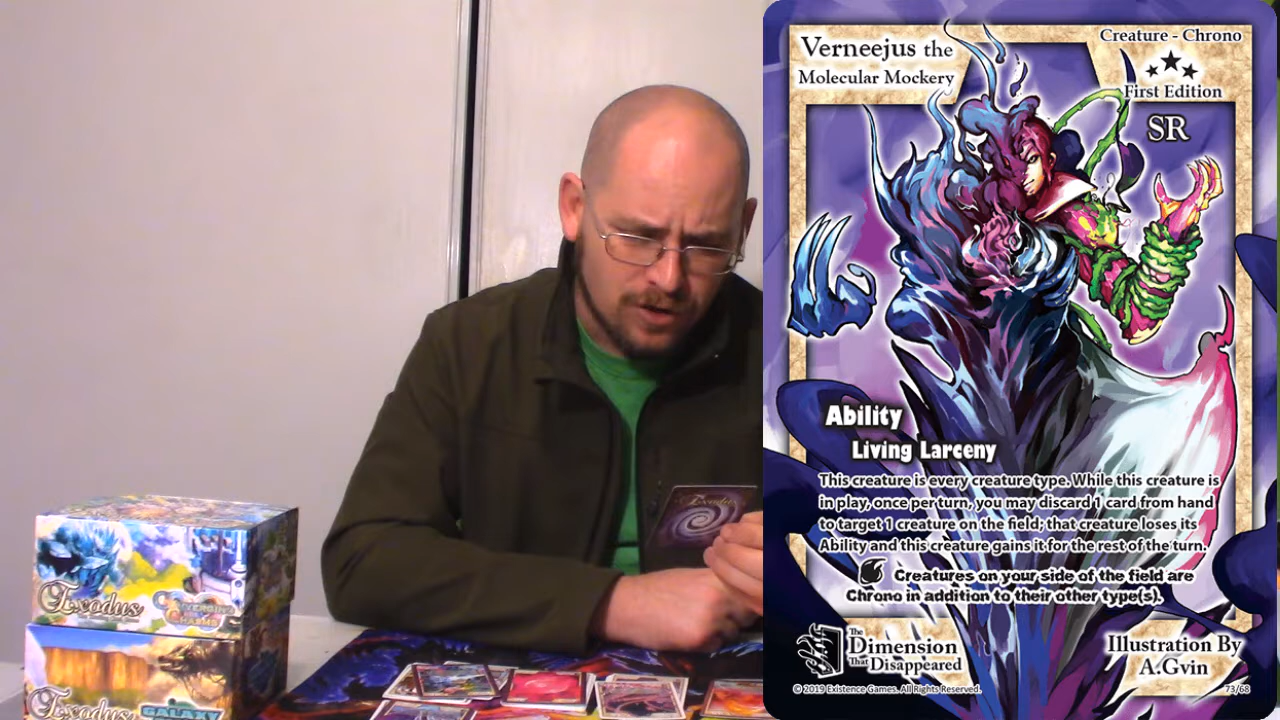 Verneejus the
Molecular Mockery
Creature - Chrono
First Edition
SR
Ability
Living Larceny
This creature is every creature type. While this creature is
in play, once per turn, you may discard 1 card from hand
to target 1 creature on the field; that creature loses its
Ability and this creature gains it for the rest of the turn.
Creatures on your side of the field are
Chrono in addition to their other type(s).
The
Dimension
That Disappeared
Illustration By
A.Gvin
© 2019 Existence Games. All Rights Reserved.
73/68
Exodus
Exodus
Converging
Chasms
Exodus
Galaxy